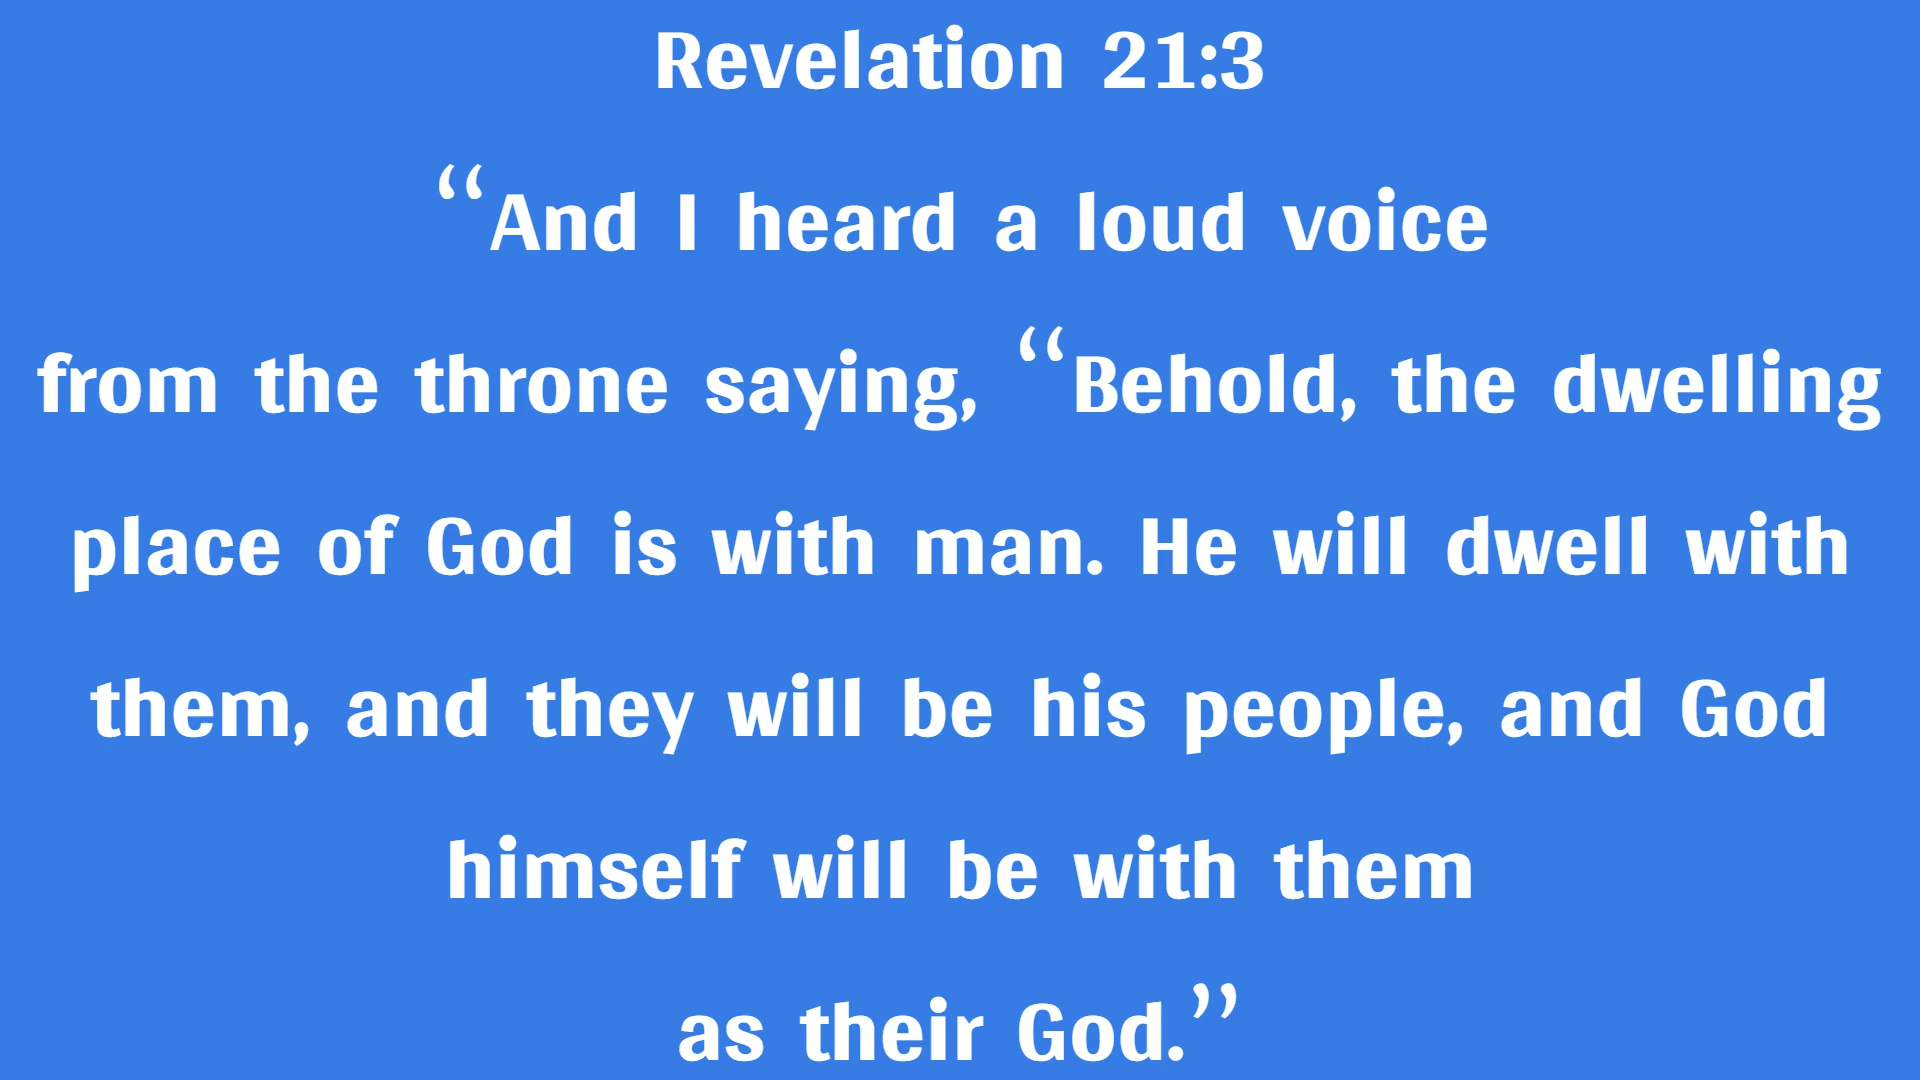 Revelation 21:3
“And I heard a loud voice
from the throne saying, “Behold, the dwelling
place of God is with man. He will dwell with
them, and they will be his people, and God
himself will be with them
as their God.”